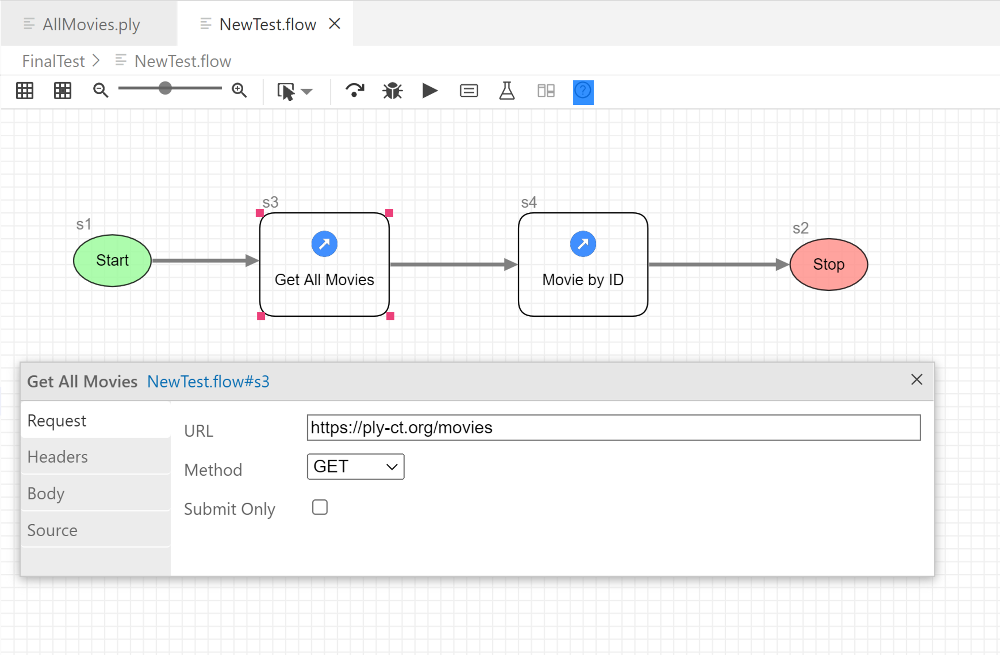 AllMovies.ply
NewTest.flow
FinalTest > NewTest.flow
?
s1
Start
s3
Get All Movies
s4
Movie by ID
s2
Stop
Get All Movies NewTest.flow#s3
Request
Headers
Body
Source
URL https://ply-ct.org/movies
Method GET
Submit Only